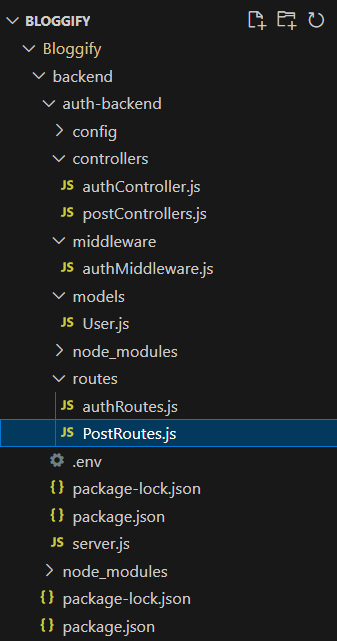 BLOGGIFY
Bloggify
backend
auth-backend
config
controllers
JS authController.js
JS postControllers.js
middleware
JS authMiddleware.js
models
JS User.js
node_modules
routes
JS authRoutes.js
JS PostRoutes.js
.env
{} package-lock.json
{} package.json
JS server.js
node_modules
{} package-lock.json
{} package.json